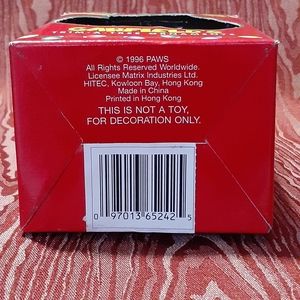 © 1996 PAWS
All Rights Reserved Worldwide.
Licensee Matrix Industries Ltd.
HITEC, Kowloon Bay, Hong Kong
Made in China
Printed in Hong Kong
THIS IS NOT A TOY,
FOR DECORATION ONLY.
0 97013 65242 5